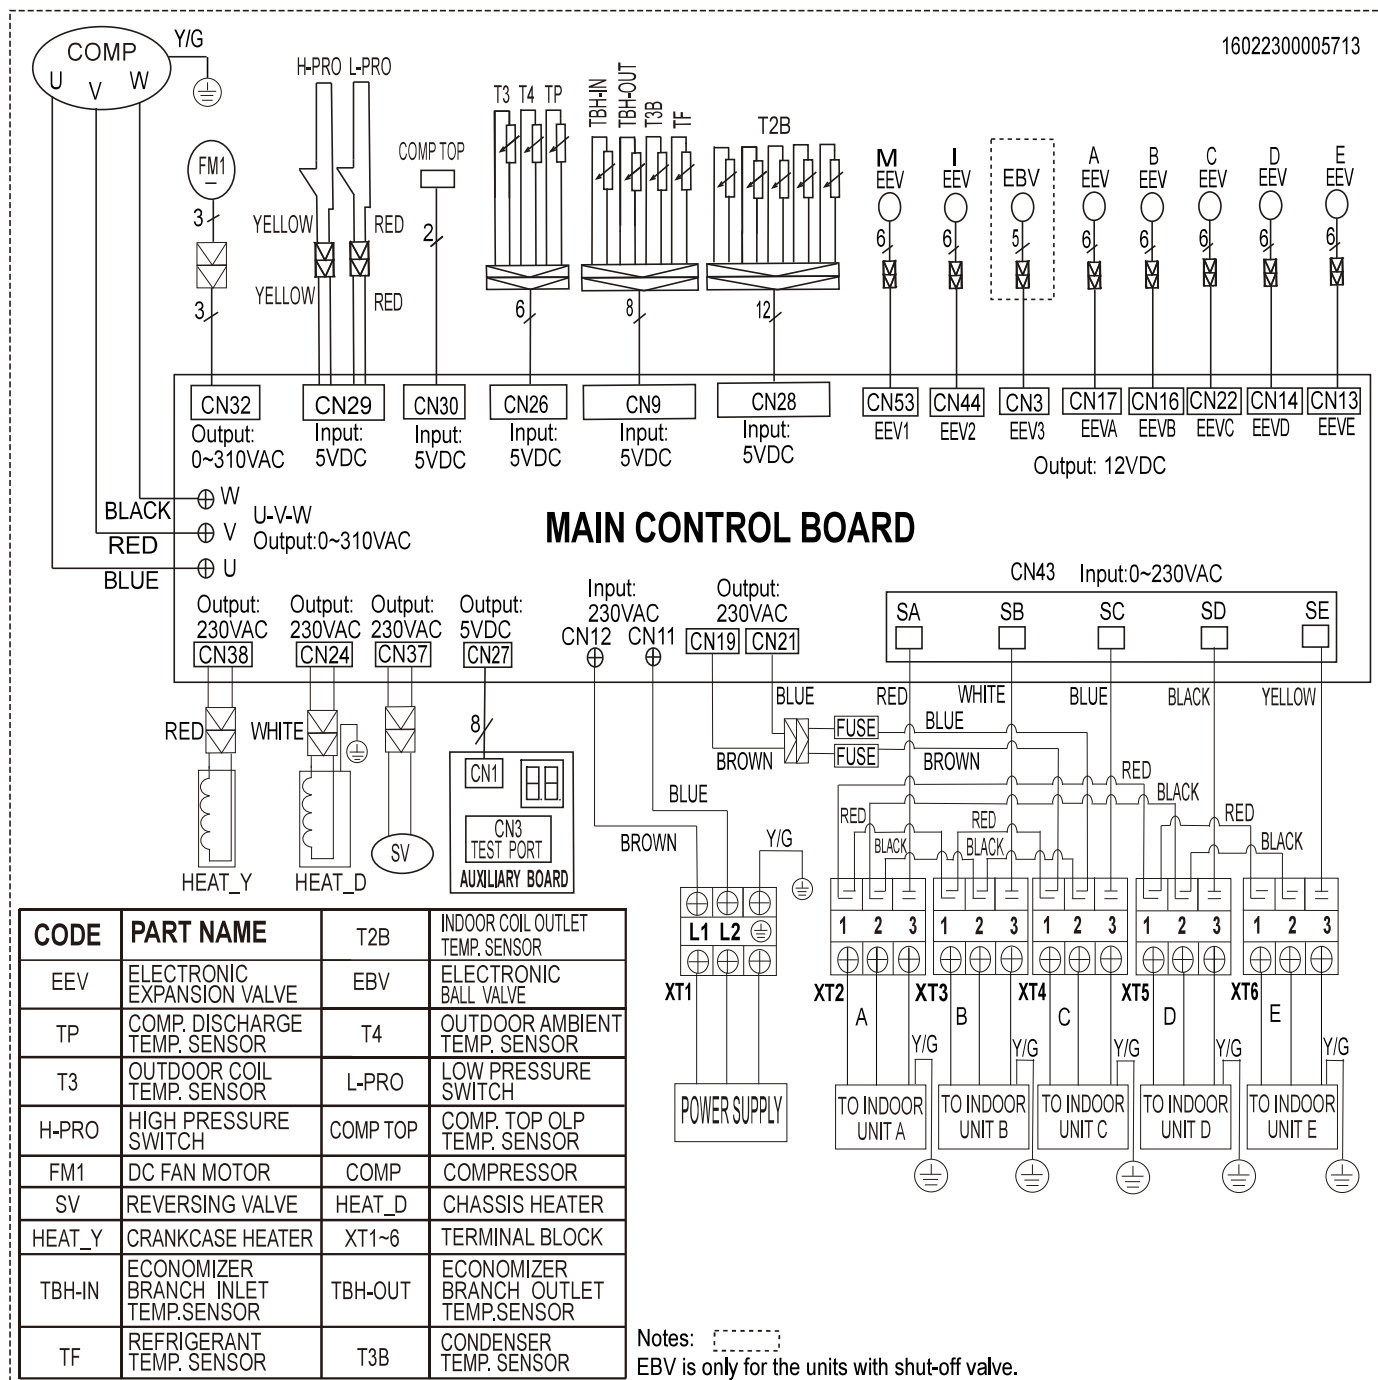 16022300005713
COMP
U
V
W
Y/G
H-PRO L-PRO
FM1
COMP TOP
T3 T4 TP
TBH-IN
TBH-OUT
T3B
TF
T2B
M
EEV
I
EEV
EBV
A
EEV
B
EEV
C
EEV
D
EEV
E
EEV
3
YELLOW
RED
2
6
6
5
6
6
6
6
6
3
YELLOW
RED
6
8
12
CN32
CN29
CN30
CN26
CN9
CN28
CN53
CN44
CN3
CN17
CN16
CN22
CN14
CN13
Output:
0~310VAC
Input:
5VDC
Input:
5VDC
Input:
5VDC
Input:
5VDC
Input:
5VDC
EEV1
EEV2
EEV3
EEVA
EEVB
EEVC
EEVD
EEVE
Output: 12VDC
BLACK
W
RED
V
BLUE
U
U-V-W
Output:0~310VAC
MAIN CONTROL BOARD
CN43
Input:0~230VAC
SA
SB
SC
SD
SE
Output:
230VAC
CN38
Output:
230VAC
CN24
Output:
230VAC
CN37
Output:
5VDC
CN27
Input:
230VAC
CN12
CN11
Output:
230VAC
CN19
CN21
RED
WHITE
8
BLUE
BROWN
FUSE
FUSE
BLUE
BROWN
RED
WHITE
BLUE
BLACK
YELLOW
HEAT_Y
HEAT_D
SV
CN1
CN3
TEST PORT
AUXILIARY BOARD
BLUE
BROWN
Y/G
RED
BLACK
RED
BLACK
RED
BLACK
RED
BLACK
L1 L2
XT1
POWER SUPPLY
1 2 3
1 2 3
1 2 3
1 2 3
1 2 3
XT2
XT3
XT4
XT5
XT6
A
B
C
D
E
Y/G
Y/G
Y/G
Y/G
Y/G
TO INDOOR
UNIT A
TO INDOOR
UNIT B
TO INDOOR
UNIT C
TO INDOOR
UNIT D
TO INDOOR
UNIT E
CODE
PART NAME
T2B
INDOOR COIL OUTLET
TEMP. SENSOR
EEV
ELECTRONIC
EXPANSION VALVE
EBV
ELECTRONIC
BALL VALVE
TP
COMP. DISCHARGE
TEMP. SENSOR
T4
OUTDOOR AMBIENT
TEMP. SENSOR
T3
OUTDOOR COIL
TEMP. SENSOR
L-PRO
LOW PRESSURE
SWITCH
H-PRO
HIGH PRESSURE
SWITCH
COMP TOP
COMP. TOP OLP
TEMP. SENSOR
FM1
DC FAN MOTOR
COMP
COMPRESSOR
SV
REVERSING VALVE
HEAT_D
CHASSIS HEATER
HEAT_Y
CRANKCASE HEATER
XT1~6
TERMINAL BLOCK
TBH-IN
ECONOMIZER
BRANCH INLET
TEMP.SENSOR
TBH-OUT
ECONOMIZER
BRANCH OUTLET
TEMP.SENSOR
TF
REFRIGERANT
TEMP. SENSOR
T3B
CONDENSER
TEMP. SENSOR
Notes:
EBV is only for the units with shut-off valve.